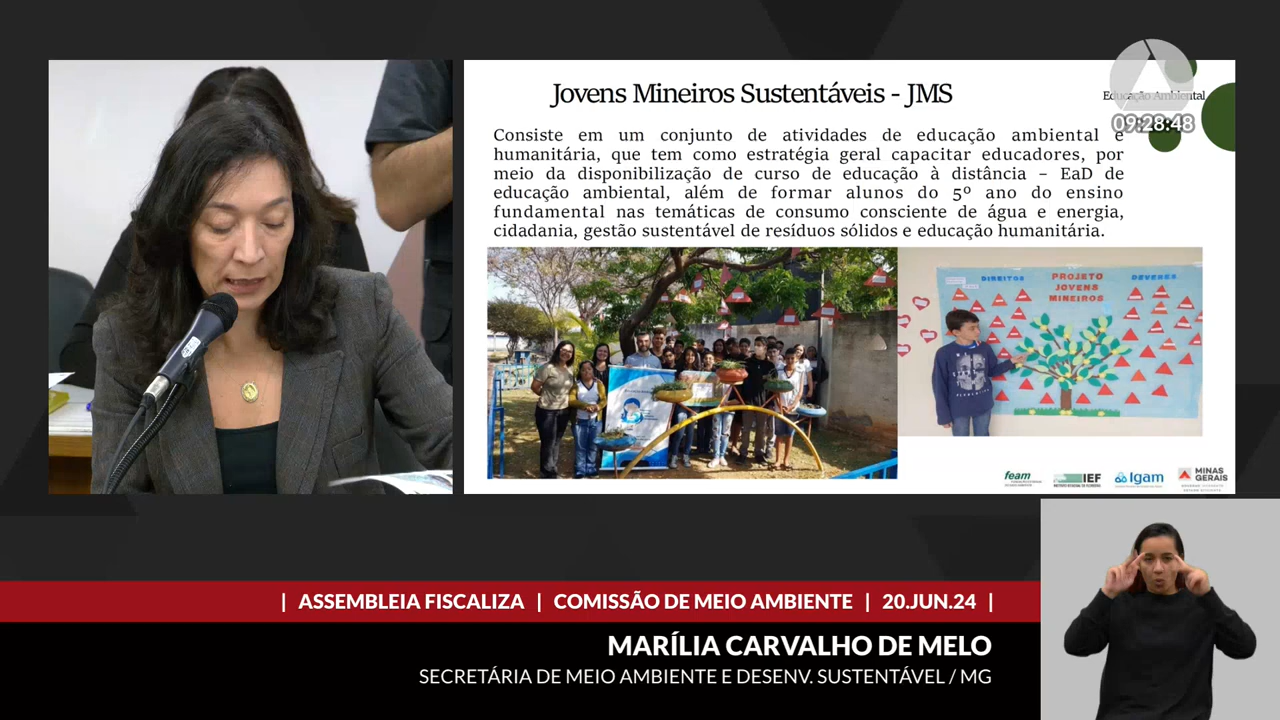 Jovens Mineiros Sustentáveis - JMS
Educação Ambiental
09:28:48
Consiste em um conjunto de atividades de educação ambiental e
humanitária, que tem como estratégia geral capacitar educadores, por
meio da disponibilização de curso de educação à distância – EaD de
educação ambiental, além de formar alunos do 5º ano do ensino
fundamental nas temáticas de consumo consciente de água e energia,
cidadania, gestão sustentável de resíduos sólidos e educação humanitária.
DIREITOS
PROJETO
JOVENS
MINEIROS
DEVERES
feam
IEF
Igam
MINAS
GERAIS
| ASSEMBLEIA FISCALIZA | COMISSÃO DE MEIO AMBIENTE | 20.JUN.24 |
MARÍLIA CARVALHO DE MELO
SECRETÁRIA DE MEIO AMBIENTE E DESENV. SUSTENTÁVEL / MG